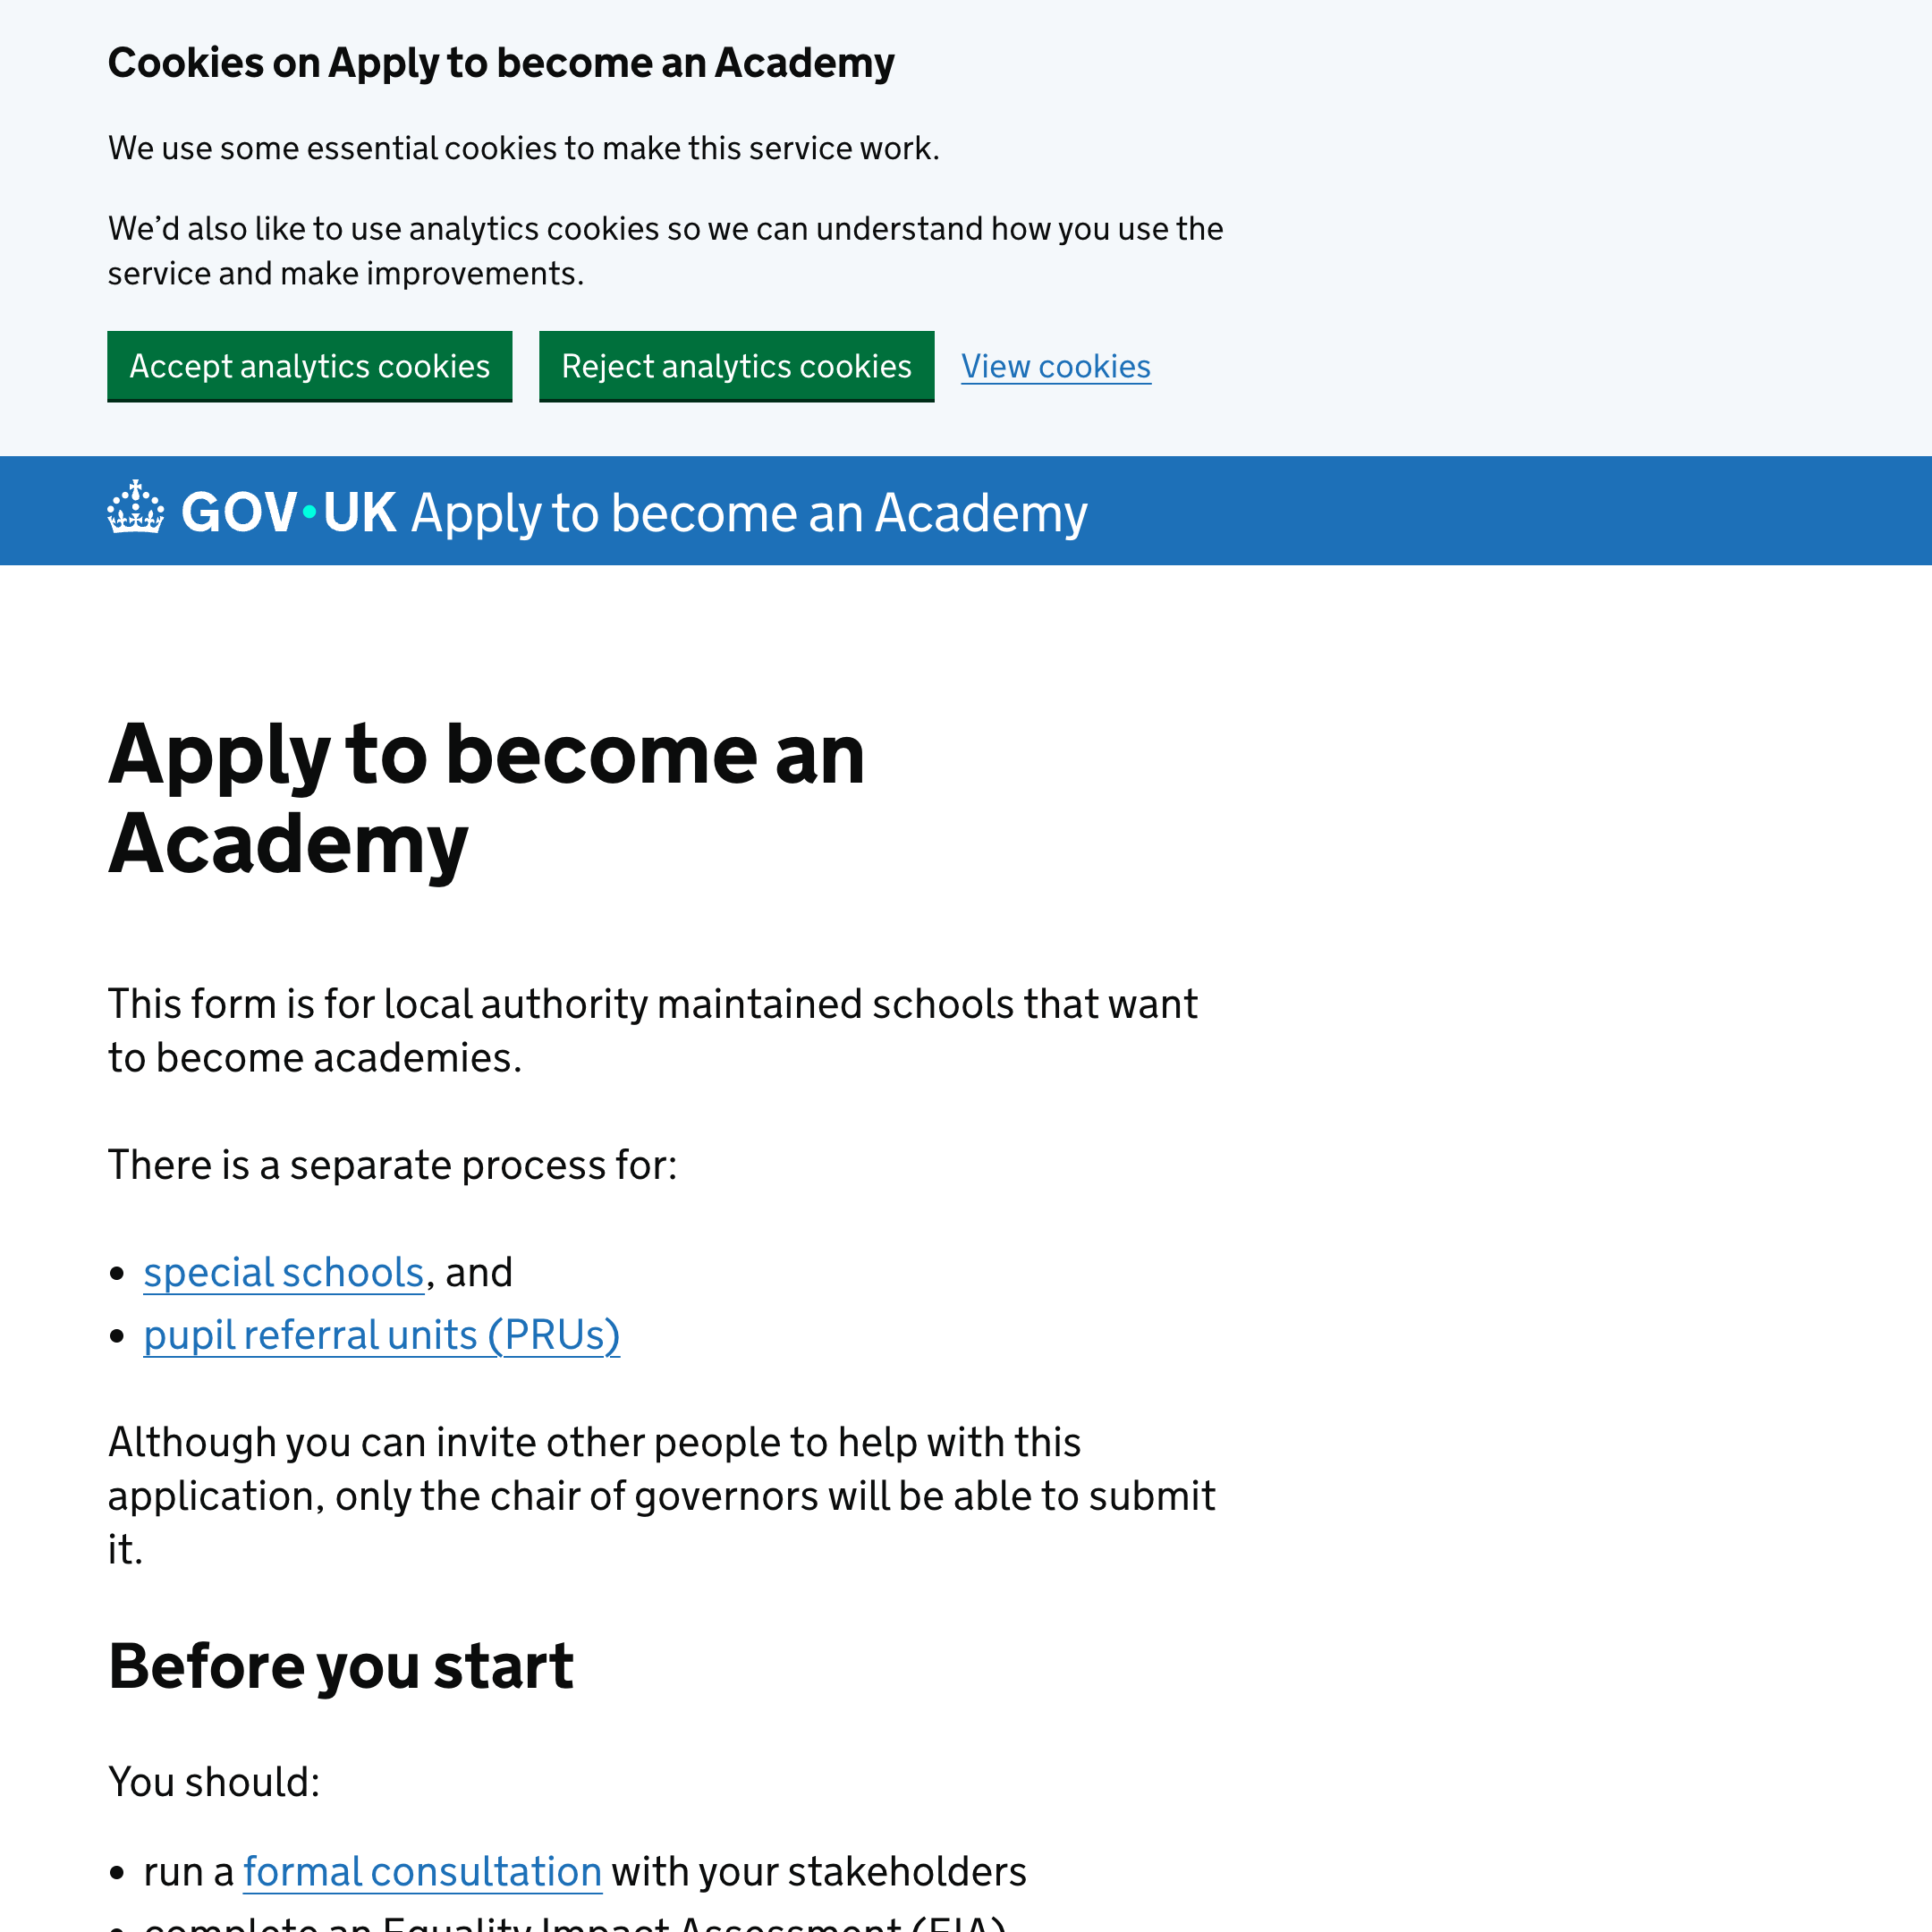 Cookies on Apply to become an Academy
We use some essential cookies to make this service work.
We’d also like to use analytics cookies so we can understand how you use the
service and make improvements.
Accept analytics cookies Reject analytics cookies View cookies
GOV·UK Apply to become an Academy
Apply to become an
Academy
This form is for local authority maintained schools that want
to become academies.
There is a separate process for:
• special schools, and
• pupil referral units (PRUs)
Although you can invite other people to help with this
application, only the chair of governors will be able to submit
it.
Before you start
You should:
• run a formal consultation with your stakeholders
• complete an Equality Impact Assessment (EIA)